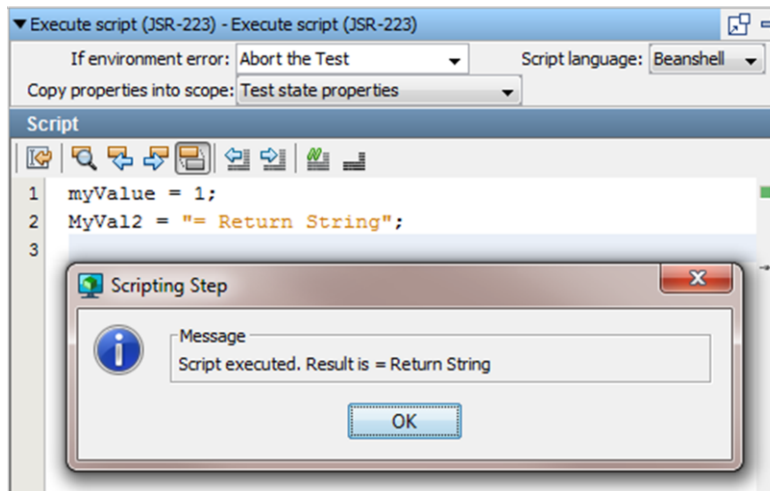 Execute script (JSR-223) - Execute script (JSR-223)
If environment error: Abort the Test Script language: Beanshell
Copy properties into scope: Test state properties
Script
1 myValue = 1;
2 MyVal2 = "= Return String";
3
Scripting Step
Message
Script executed. Result is = Return String
OK